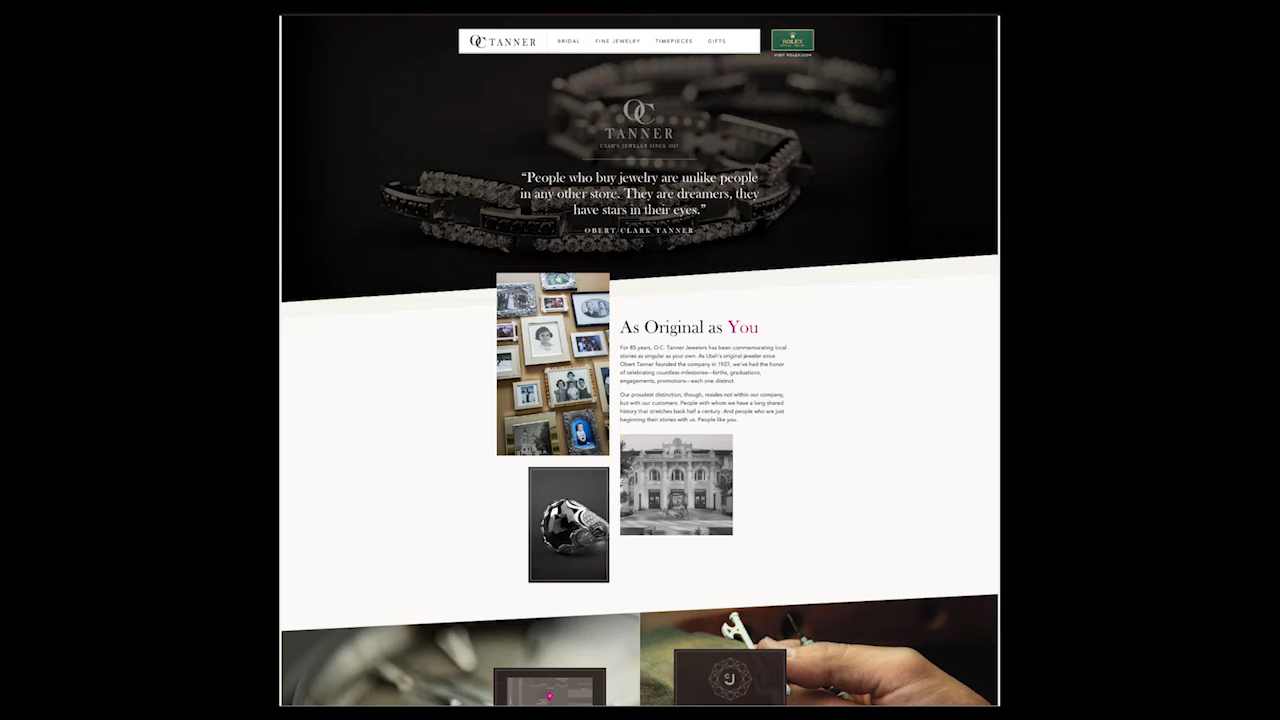 OC TANNER
BRIDAL
FINE JEWELRY
TIMEPIECES
GIFTS
ROLEX
VISIT ROLEX.COM
OC
TANNER
UTAH'S JEWELER SINCE 1927
“People who buy jewelry are unlike people
in any other store. They are dreamers, they
have stars in their eyes.”
OBERT CLARK TANNER
As Original as You
For 85 years, O.C. Tanner Jewelers has been commemorating local
stories as singular as your own. As Utah's original jeweler since
Obert Tanner founded the company in 1927, we've had the honor
of celebrating countless milestones—births, graduations,
engagements, promotions—each one distinct.
Our proudest distinction, though, resides not within our company,
but with our customers. People with whom we have a long shared
history that stretches back half a century. And people who are just
beginning their stories with us. People like you.